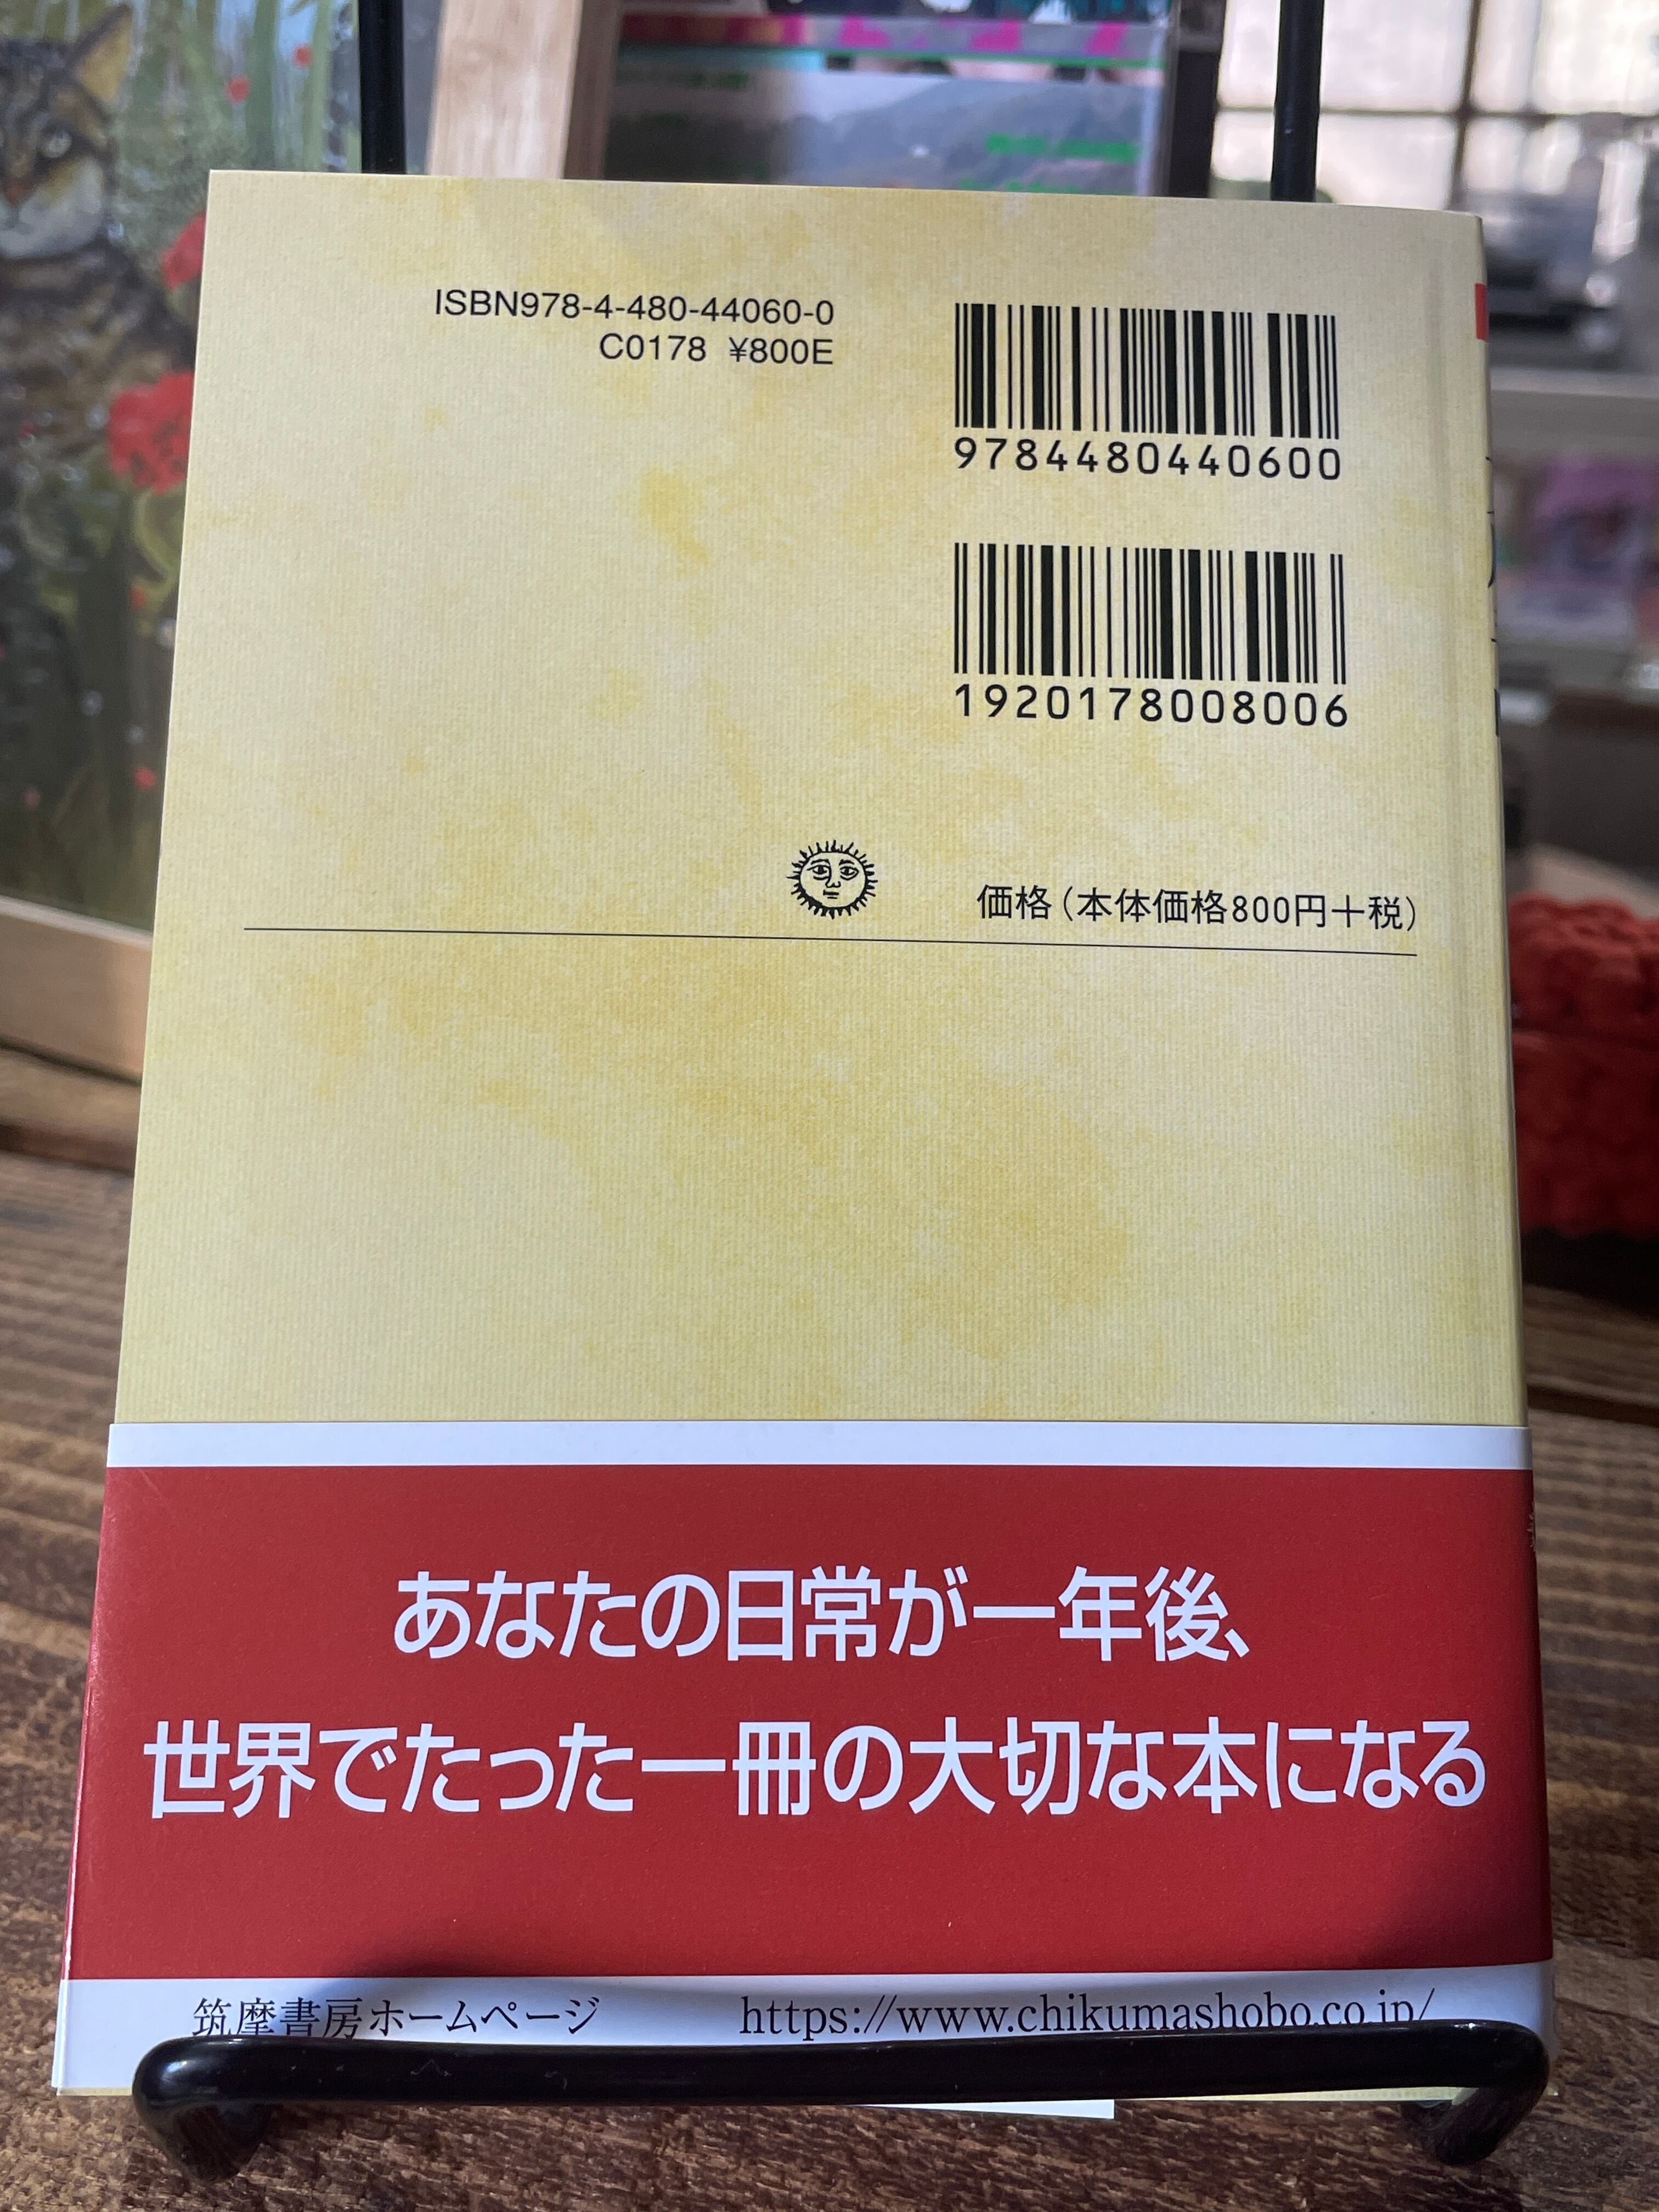 ISBN978-4-480-44060-0
C0178 ¥800E
9784480440600
1920178008006
価格（本体価格800円＋税）
あなたの日常が一年後、
世界でたった一冊の大切な本になる
筑摩書房ホームページ https://www.chikumashobo.co.jp/